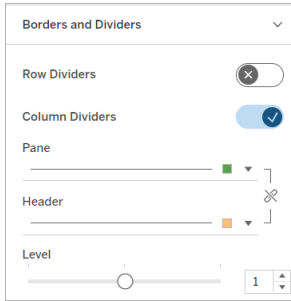 Borders and Dividers
Row Dividers
Column Dividers
Pane
Header
Level
1